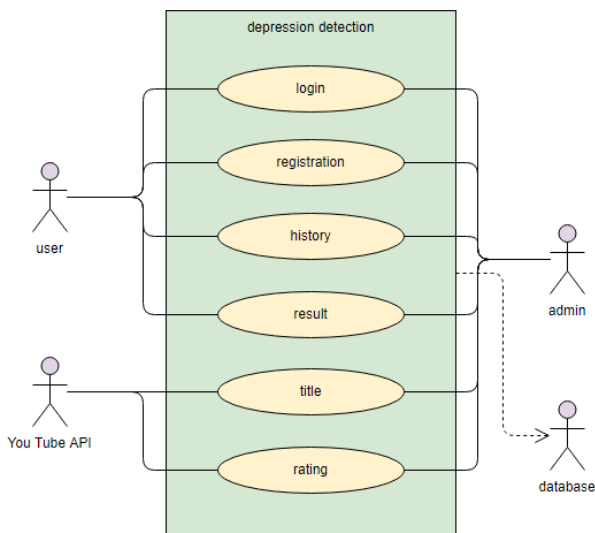 depression detection
login
registration
history
user
result
admin
title
You Tube API
rating
database